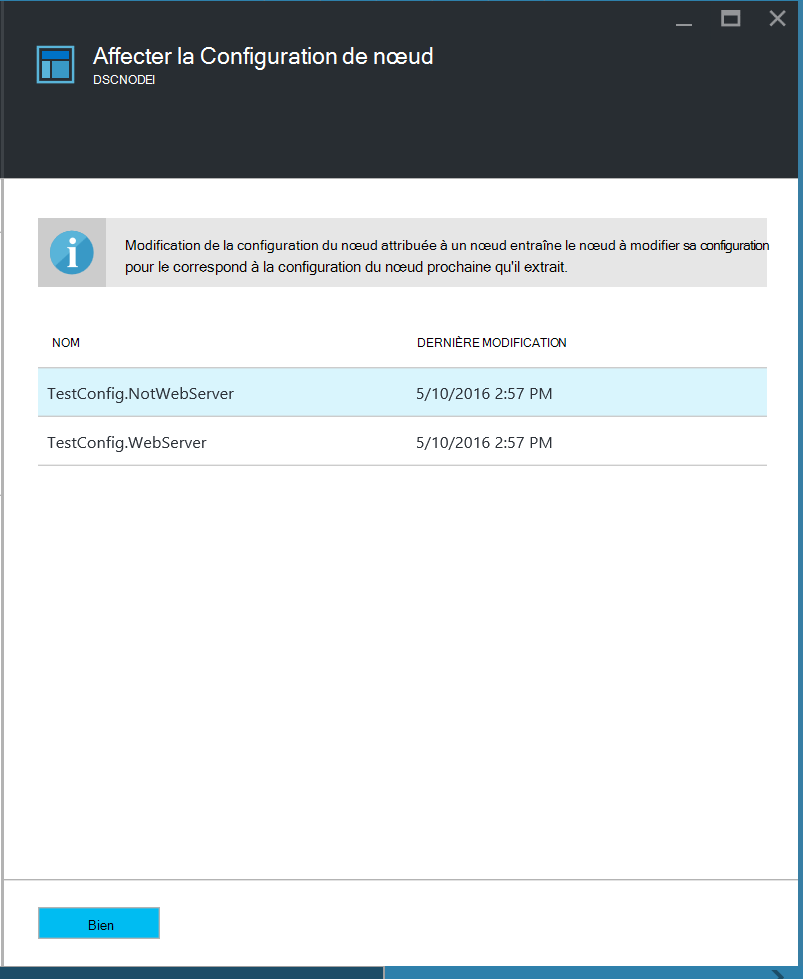 Affecter la Configuration de nœud
DSCNODEI
Modification de la configuration du nœud attribuée à un nœud entraîne le nœud à modifier sa configuration
pour le correspond à la configuration du nœud prochaine qu'il extrait.
NOM DERNIÈRE MODIFICATION
TestConfig.NotWebServer 5/10/2016 2:57 PM
TestConfig.WebServer 5/10/2016 2:57 PM
Bien